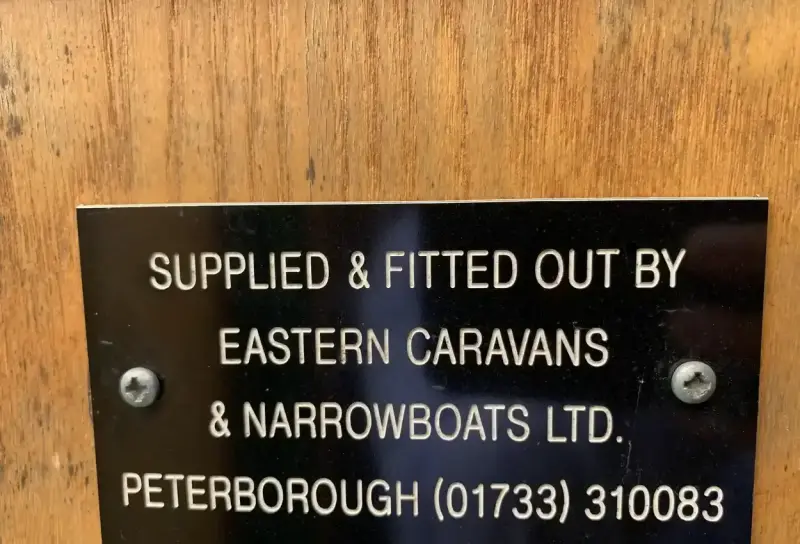 SUPPLIED & FITTED OUT BY
EASTERN CARAVANS
& NARROWBOATS LTD.
PETERBOROUGH (01733) 310083